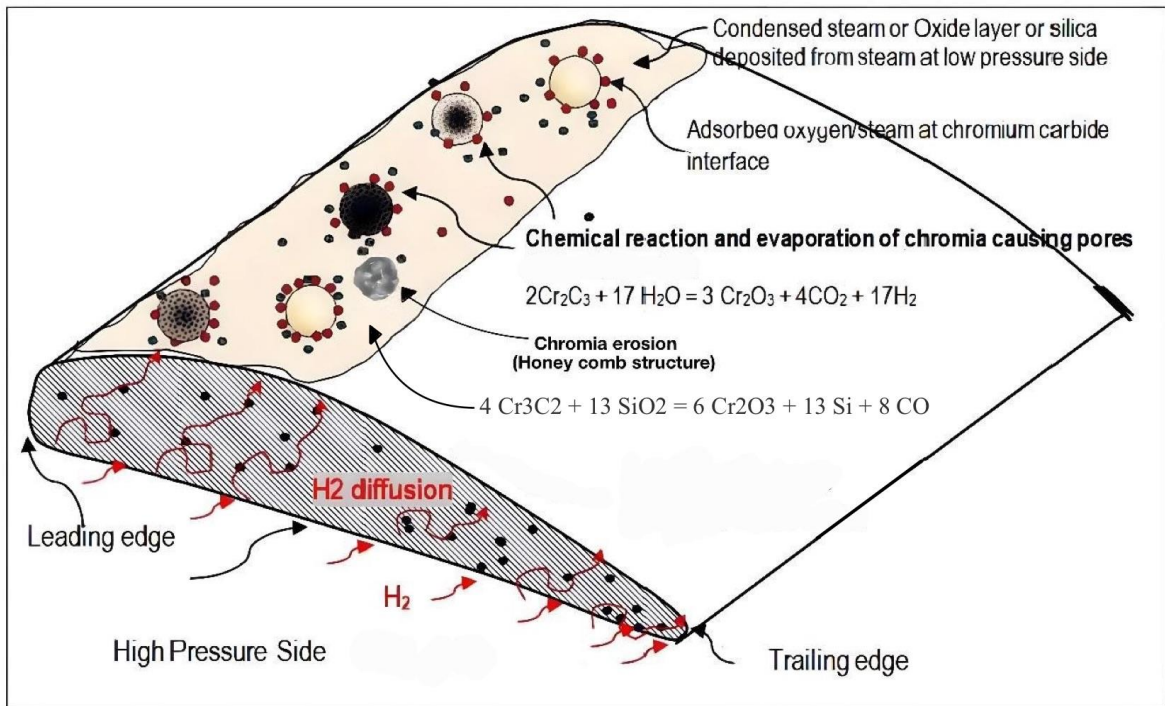 Condensed steam or Oxide layer or silica
deposited from steam at low pressure side
Adsorbed oxygen/steam at chromium carbide
interface
Chemical reaction and evaporation of chromia causing pores
2Cr₂C₃ + 17 H₂O = 3 Cr₂O₃ + 4CO₂ + 17H₂
Chromia erosion
(Honey comb structure)
4 Cr3C2 + 13 SiO2 = 6 Cr2O3 + 13 Si + 8 CO
H2 diffusion
Leading edge
H₂
High Pressure Side
Trailing edge